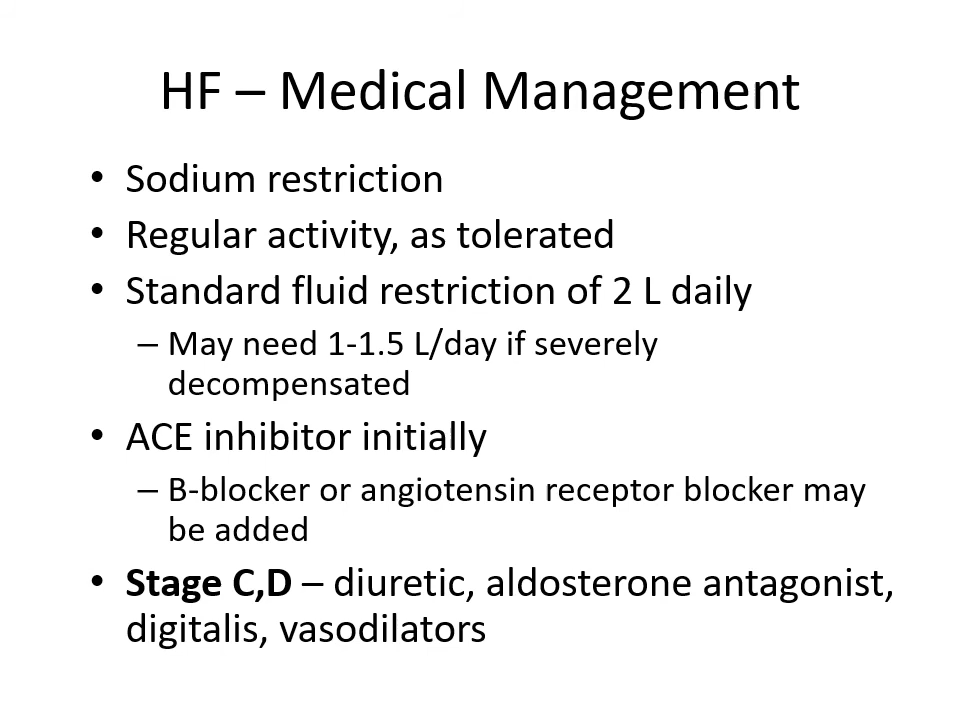 HF – Medical Management
• Sodium restriction
• Regular activity, as tolerated
• Standard fluid restriction of 2 L daily
– May need 1-1.5 L/day if severely
decompensated
• ACE inhibitor initially
– B-blocker or angiotensin receptor blocker may
be added
• Stage C,D – diuretic, aldosterone antagonist,
digitalis, vasodilators